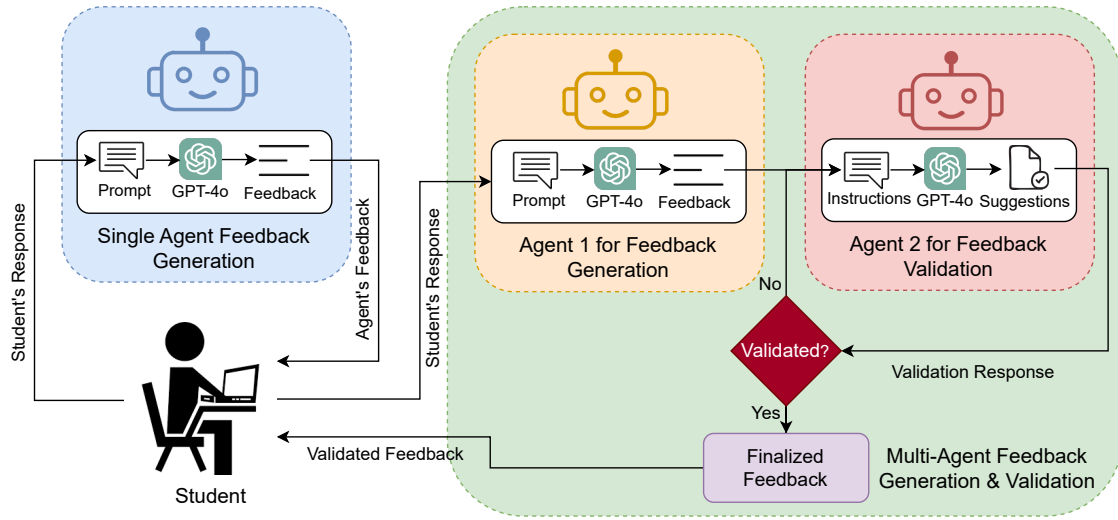 Prompt
GPT-4o
Feedback
Single Agent Feedback
Generation
Student's Response
Agent's Feedback
Student's Response
Student
Prompt
GPT-4o
Feedback
Agent 1 for Feedback
Generation
Instructions
GPT-4o
Suggestions
Agent 2 for Feedback
Validation
No
Validated?
Validation Response
Yes
Finalized
Feedback
Validated Feedback
Multi-Agent Feedback
Generation & Validation